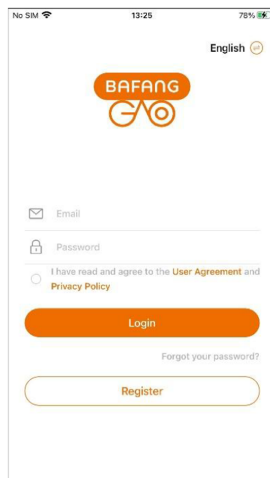 No SIM 13:25 78%
English
BAFANG
GO
Email
Password
I have read and agree to the User Agreement and
Privacy Policy
Login
Forgot your password?
Register